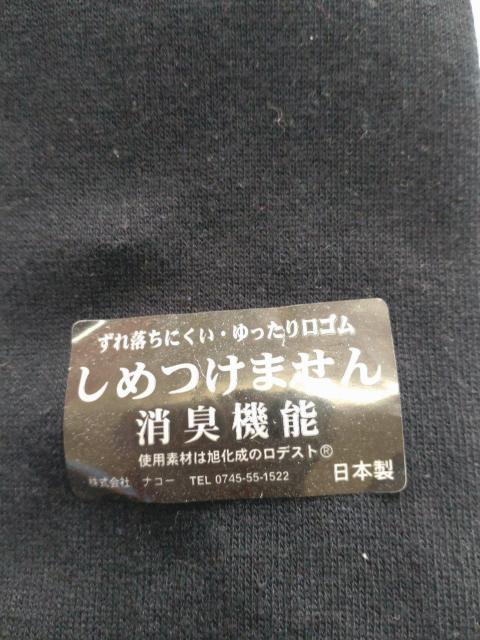 ずれ落ちにくい・ゆったり口ゴム
しめつけません
消臭機能
使用素材は旭化成のロデスト®
株式会社 ナコー TEL 0745-55-1522
日本製